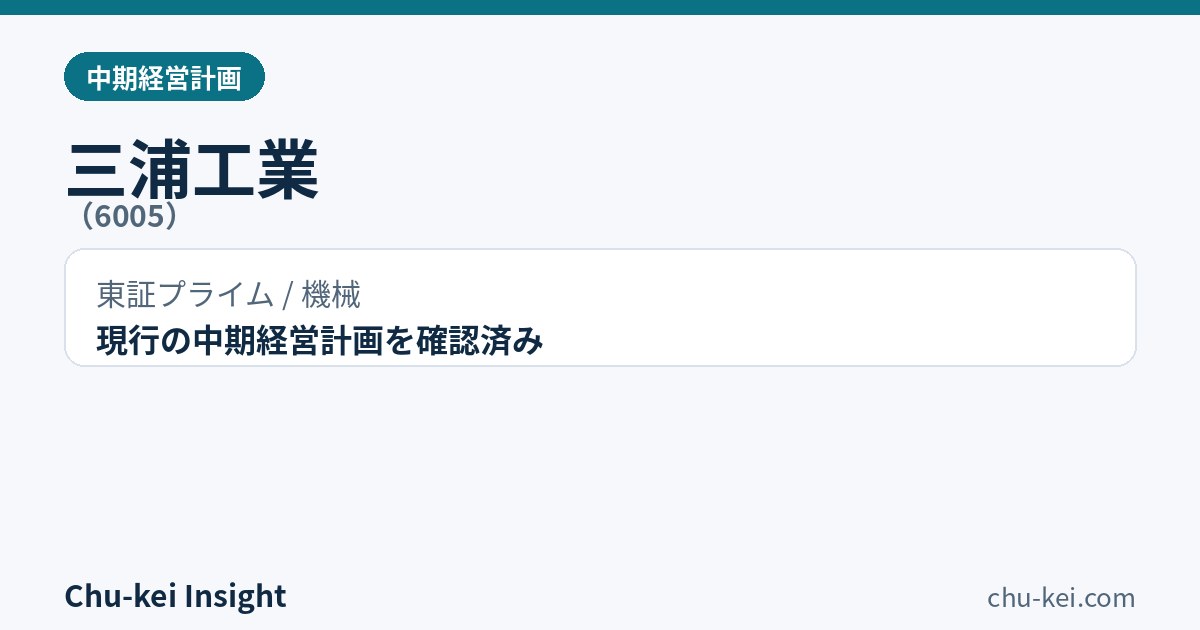 中期経営計画
三浦工業
（6005）
東証プライム / 機械
現行の中期経営計画を確認済み
Chu-kei Insight
chu-kei.com